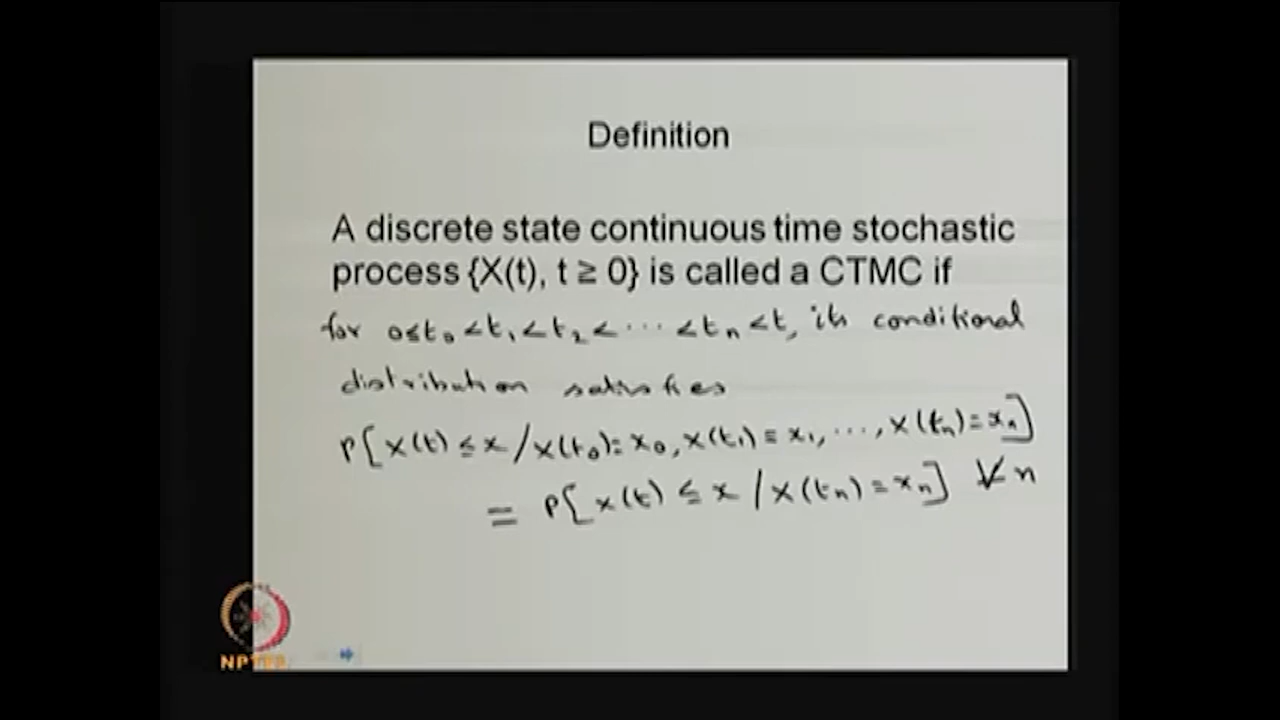 Definition
A discrete state continuous time stochastic
process {X(t), t ≥ 0} is called a CTMC if
for 0≤t₀<t₁<t₂<···<tₙ<t, its conditional
distribution satisfies
P[X(t)≤x/X(t₀)=x₀,X(t₁)=x₁,···,X(tₙ)=xₙ]
= P[X(t)≤x/X(tₙ)=xₙ] ∀ n
NPTEL